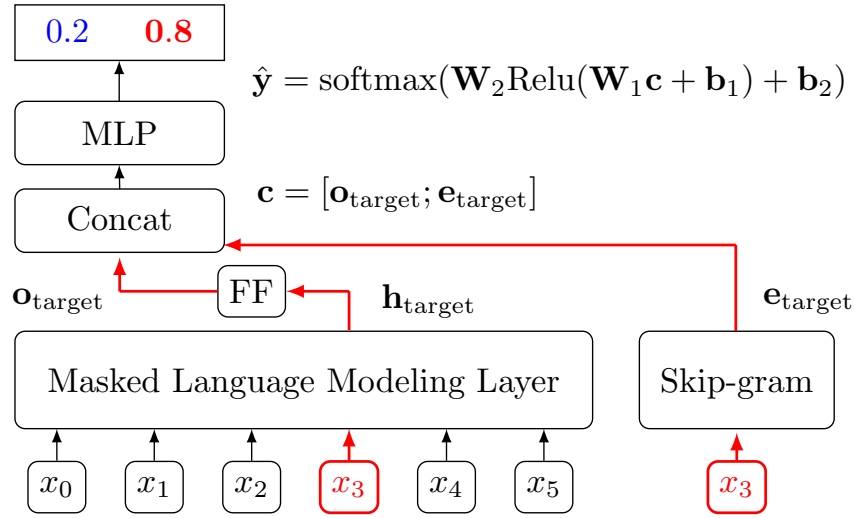 0.2 0.8
ŷ = softmax(W₂Relu(W₁c + b₁) + b₂)
MLP
c = [o_target; e_target]
Concat
o_target FF h_target e_target
Masked Language Modeling Layer Skip-gram
x₀ x₁ x₂ x₃ x₄ x₅ x₃